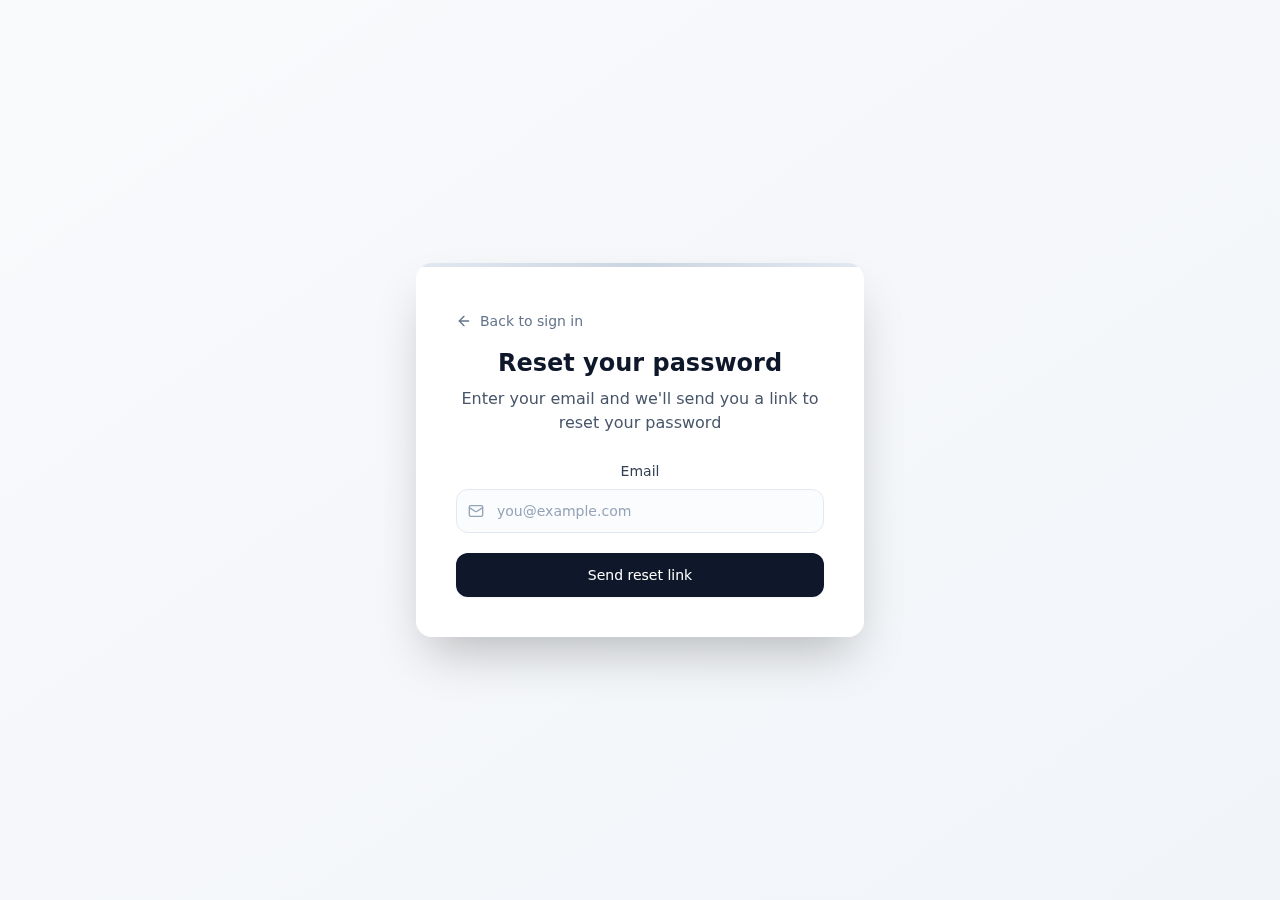 Back to sign in
Reset your password
Enter your email and we'll send you a link to
reset your password
Email
you@example.com
Send reset link